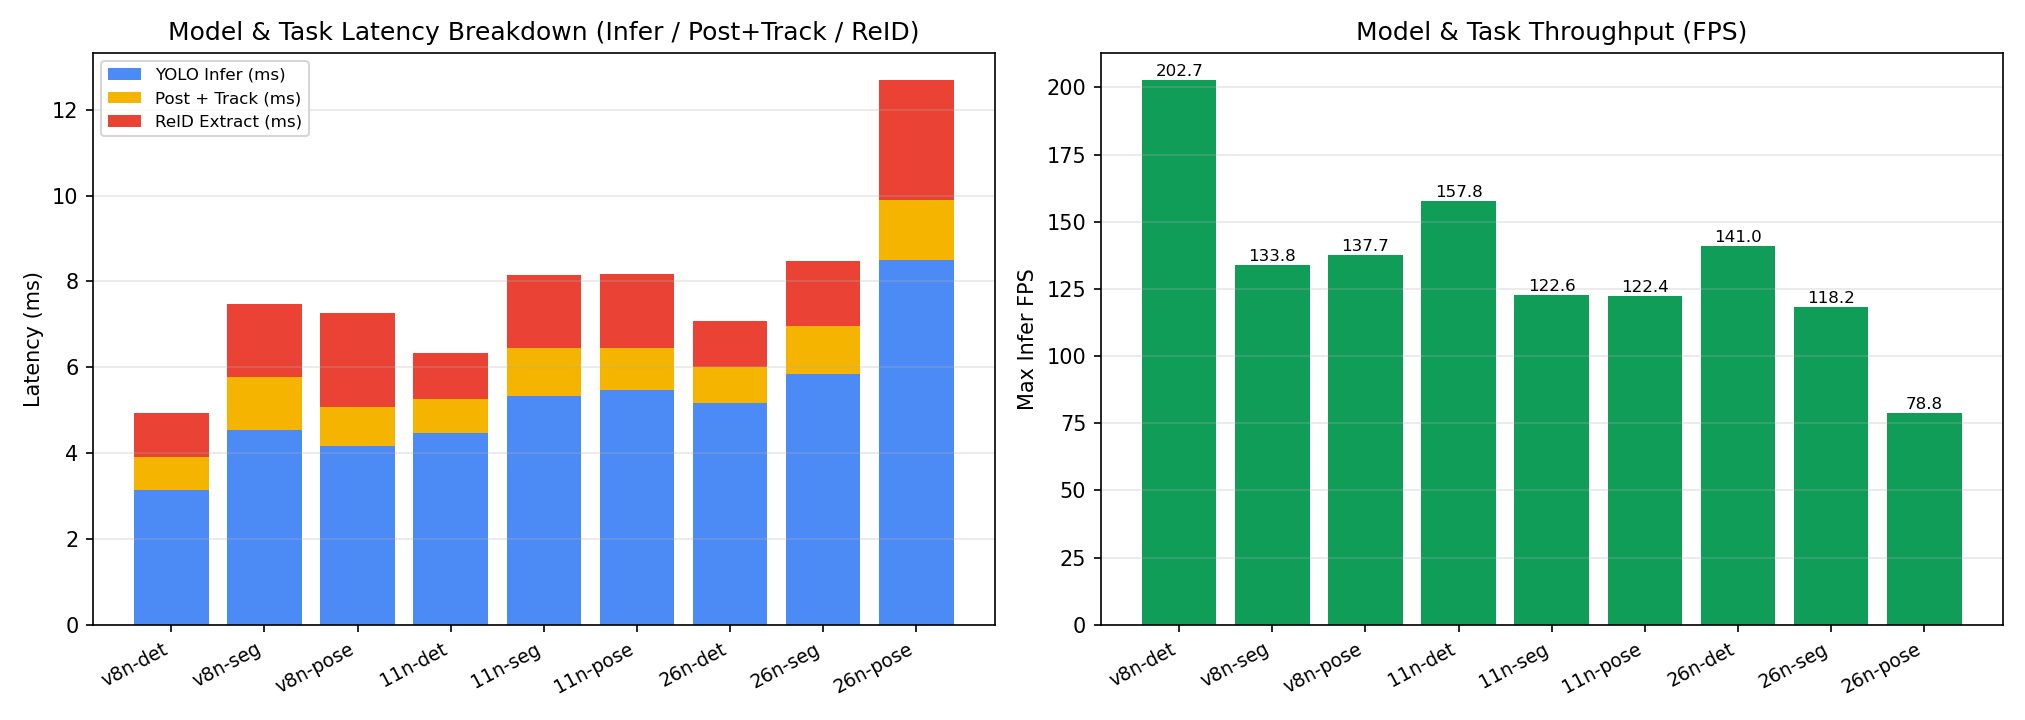 Model & Task Latency Breakdown (Infer / Post+Track / ReID)
YOLO Infer (ms)
Post + Track (ms)
ReID Extract (ms)
Latency (ms)
12
10
8
6
4
2
0
v8n-det
v8n-seg
v8n-pose
11n-det
11n-seg
11n-pose
26n-det
26n-seg
26n-pose
Model & Task Throughput (FPS)
Max Infer FPS
200
175
150
125
100
75
50
25
0
202.7
133.8
137.7
157.8
122.6
122.4
141.0
118.2
78.8
v8n-det
v8n-seg
v8n-pose
11n-det
11n-seg
11n-pose
26n-det
26n-seg
26n-pose